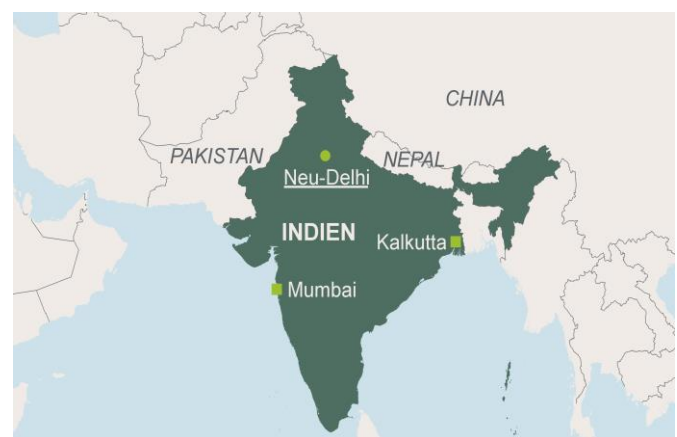 CHINA
PAKISTAN
NEPAL
Neu-Delhi
INDIEN
Kalkutta
Mumbai